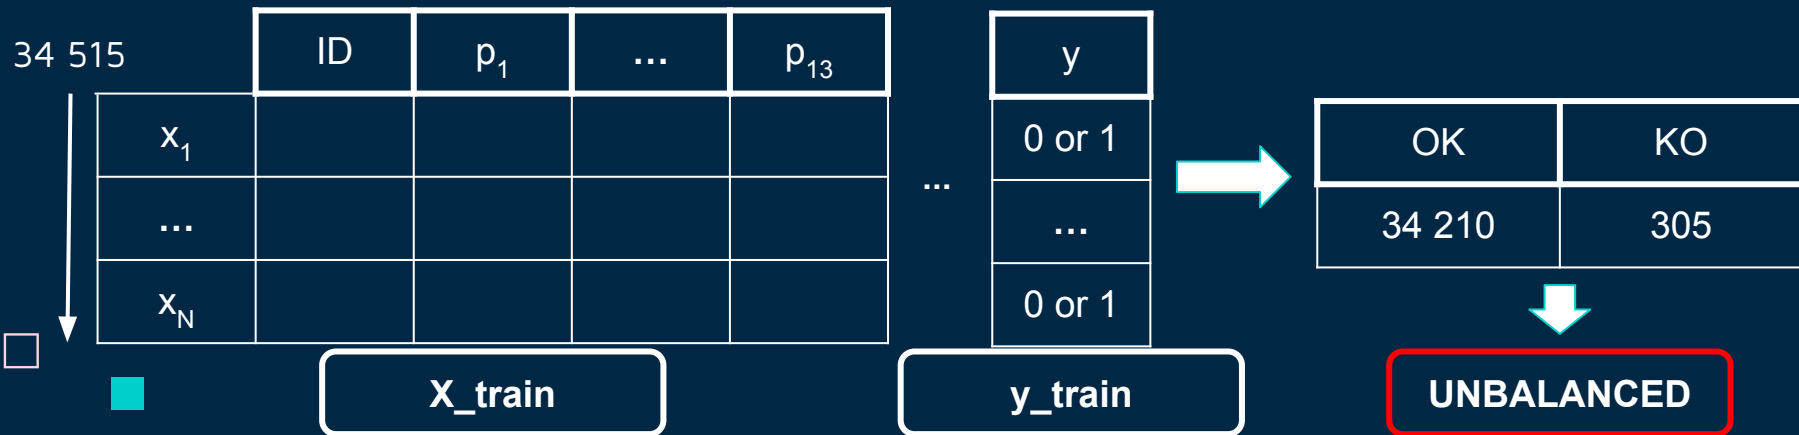 34 515
ID p₁ ... p₁₃
y
x₁
0 or 1
OK KO
...
...
...
34 210 305
xN
0 or 1
X_train
y_train
UNBALANCED